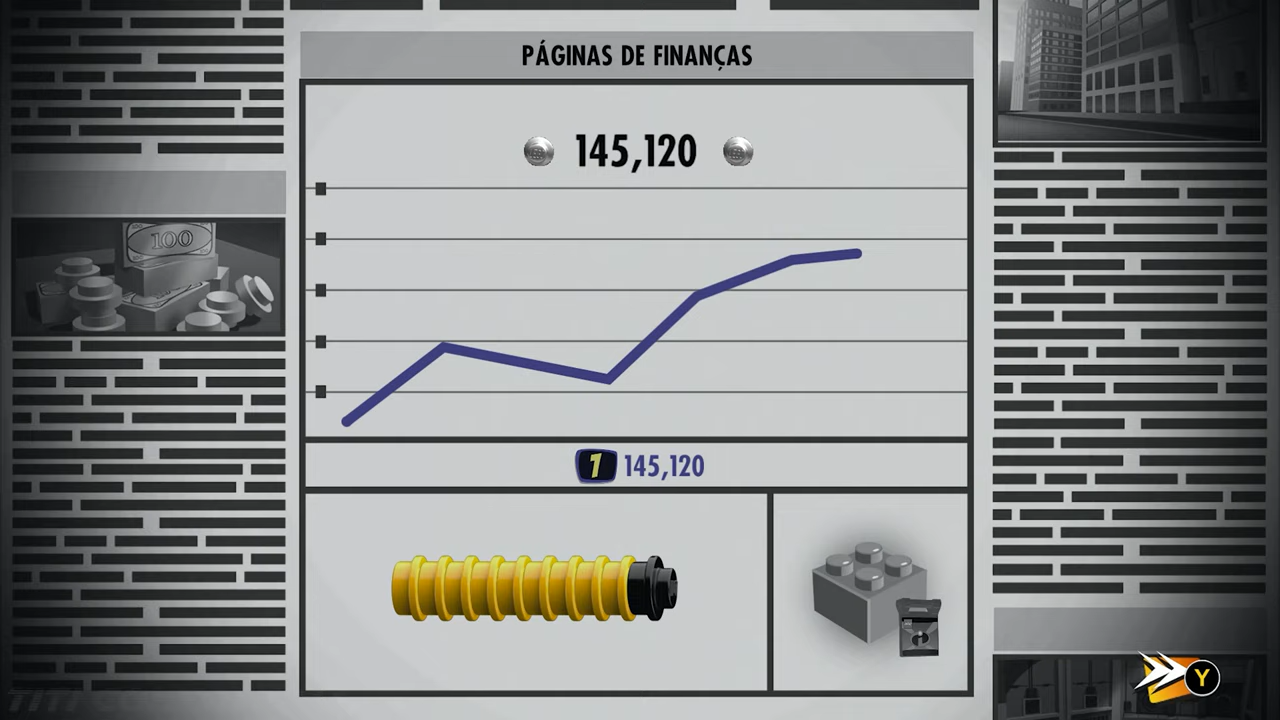 PÁGINAS DE FINANÇAS
145,120
100
1 145,120
Y